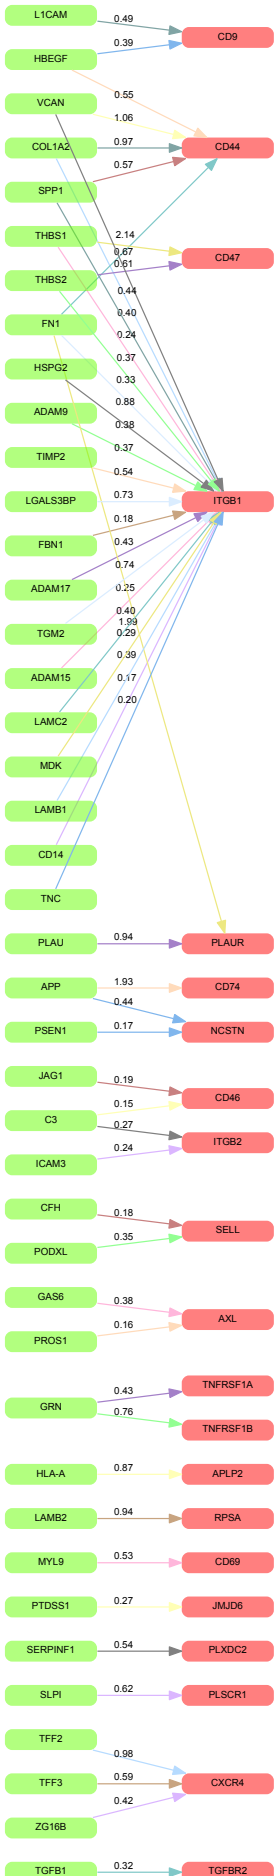 L1CAM
0.49
CD9
HBEGF
0.39
VCAN
0.55
COL1A2
1.06
CD44
0.97
SPP1
0.57
THBS1
2.14
CD47
0.67
0.61
THBS2
0.44
FN1
0.40
0.24
HSPG2
0.37
0.33
ADAM9
0.88
0.38
TIMP2
0.37
0.54
LGALS3BP
0.73
ITGB1
0.18
FBN1
0.43
ADAM17
0.74
0.25
TGM2
0.40
1.99
0.29
ADAM15
0.39
LAMC2
0.17
0.20
MDK
LAMB1
CD14
TNC
PLAU
0.94
PLAUR
APP
1.93
CD74
0.44
PSEN1
0.17
NCSTN
JAG1
0.19
CD46
0.15
C3
0.27
ITGB2
ICAM3
0.24
CFH
0.18
SELL
PODXL
0.35
GAS6
0.38
AXL
PROS1
0.16
GRN
0.43
TNFRSF1A
0.76
TNFRSF1B
HLA-A
0.87
APLP2
LAMB2
0.94
RPSA
MYL9
0.53
CD69
PTDSS1
0.27
JMJD6
SERPINF1
0.54
PLXDC2
SLPI
0.62
PLSCR1
TFF2
0.98
TFF3
0.59
CXCR4
ZG16B
0.42
TGFB1
0.32
TGFBR2